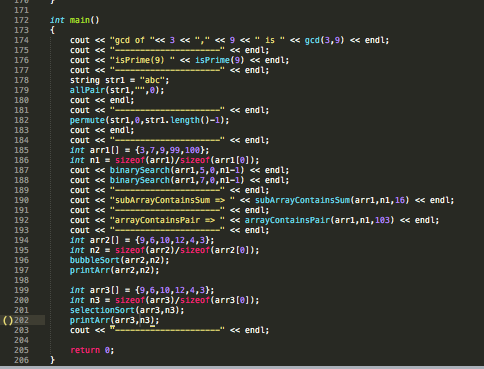 170 }
171
172 int main()
173 {
174 cout << "gcd of "<< 3 << "," << 9 << " is " << gcd(3,9) << endl;
175 cout << "---------------------" << endl;
176 cout << "isPrime(9) " << isPrime(9) << endl;
177 cout << "---------------------" << endl;
178 string str1 = "abc";
179 allPair(str1,"",0);
180 cout << endl;
181 cout << "---------------------" << endl;
182 permute(str1,0,str1.length()-1);
183 cout << endl;
184 cout << "---------------------" << endl;
185 int arr1[] = {3,7,9,99,100};
186 int n1 = sizeof(arr1)/sizeof(arr1[0]);
187 cout << binarySearch(arr1,5,0,n1-1) << endl;
188 cout << binarySearch(arr1,7,0,n1-1) << endl;
189 cout << "---------------------" << endl;
190 cout << "subArrayContainsSum => " << subArrayContainsSum(arr1,n1,16) << endl;
191 cout << "---------------------" << endl;
192 cout << "arrayContainsPair => " << arrayContainsPair(arr1,n1,103) << endl;
193 cout << "---------------------" << endl;
194 int arr2[] = {9,6,10,12,4,3};
195 int n2 = sizeof(arr2)/sizeof(arr2[0]);
196 bubbleSort(arr2,n2);
197 printArr(arr2,n2);
198
199 int arr3[] = {9,6,10,12,4,3};
200 int n3 = sizeof(arr3)/sizeof(arr3[0]);
201 selectionSort(arr3,n3);
()202 printArr(arr3,n3);
203 cout << "---------------------" << endl;
204
205 return 0;
206 }